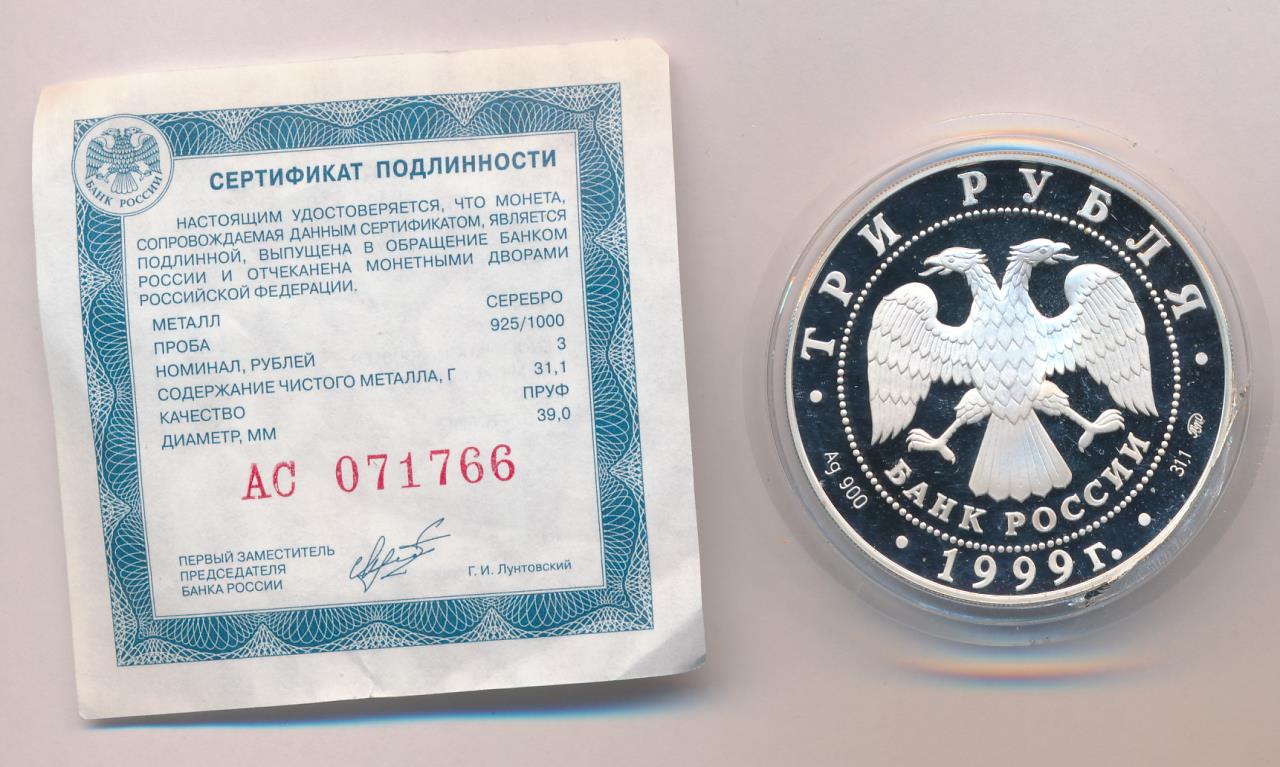 БАНК РОССИИ
СЕРТИФИКАТ ПОДЛИННОСТИ
НАСТОЯЩИМ УДОСТОВЕРЯЕТСЯ, ЧТО МОНЕТА,
СОПРОВОЖДАЕМАЯ ДАННЫМ СЕРТИФИКАТОМ, ЯВЛЯЕТСЯ
ПОДЛИННОЙ, ВЫПУЩЕНА В ОБРАЩЕНИЕ БАНКОМ
РОССИИ И ОТЧЕКАНЕНА МОНЕТНЫМИ ДВОРАМИ
РОССИЙСКОЙ ФЕДЕРАЦИИ.
МЕТАЛЛ СЕРЕБРО
ПРОБА 925/1000
НОМИНАЛ, РУБЛЕЙ 3
СОДЕРЖАНИЕ ЧИСТОГО МЕТАЛЛА, Г 31,1
КАЧЕСТВО ПРУФ
ДИАМЕТР, ММ 39,0
АС 071766
ПЕРВЫЙ ЗАМЕСТИТЕЛЬ
ПРЕДСЕДАТЕЛЯ
БАНКА РОССИИ
Г. И. Лунтовский
ТРИ РУБЛЯ
БАНК РОССИИ
Ag 900
31,1
1999 г.